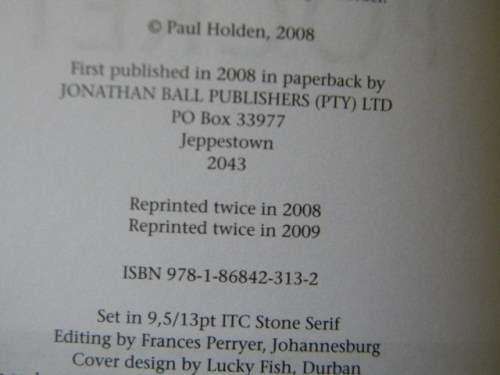 © Paul Holden, 2008
First published in 2008 in paperback by
JONATHAN BALL PUBLISHERS (PTY) LTD
PO Box 33977
Jeppestown
2043
Reprinted twice in 2008
Reprinted twice in 2009
ISBN 978-1-86842-313-2
Set in 9,5/13pt ITC Stone Serif
Editing by Frances Perryer, Johannesburg
Cover design by Lucky Fish, Durban